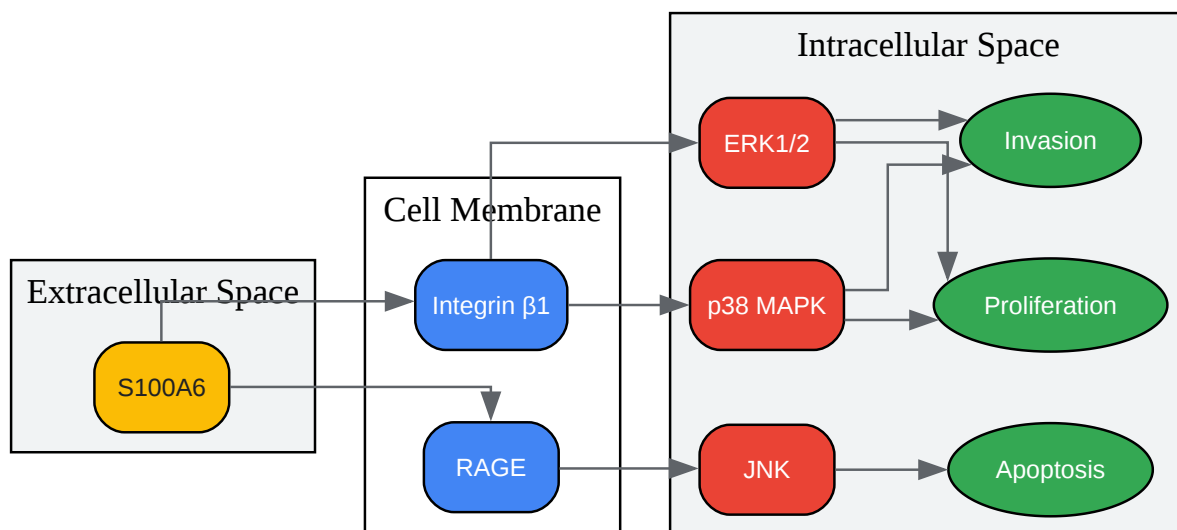 Intracellular Space
ERK1/2
Invasion
Cell Membrane
Extracellular Space
Integrin β1
p38 MAPK
Proliferation
S100A6
RAGE
JNK
Apoptosis